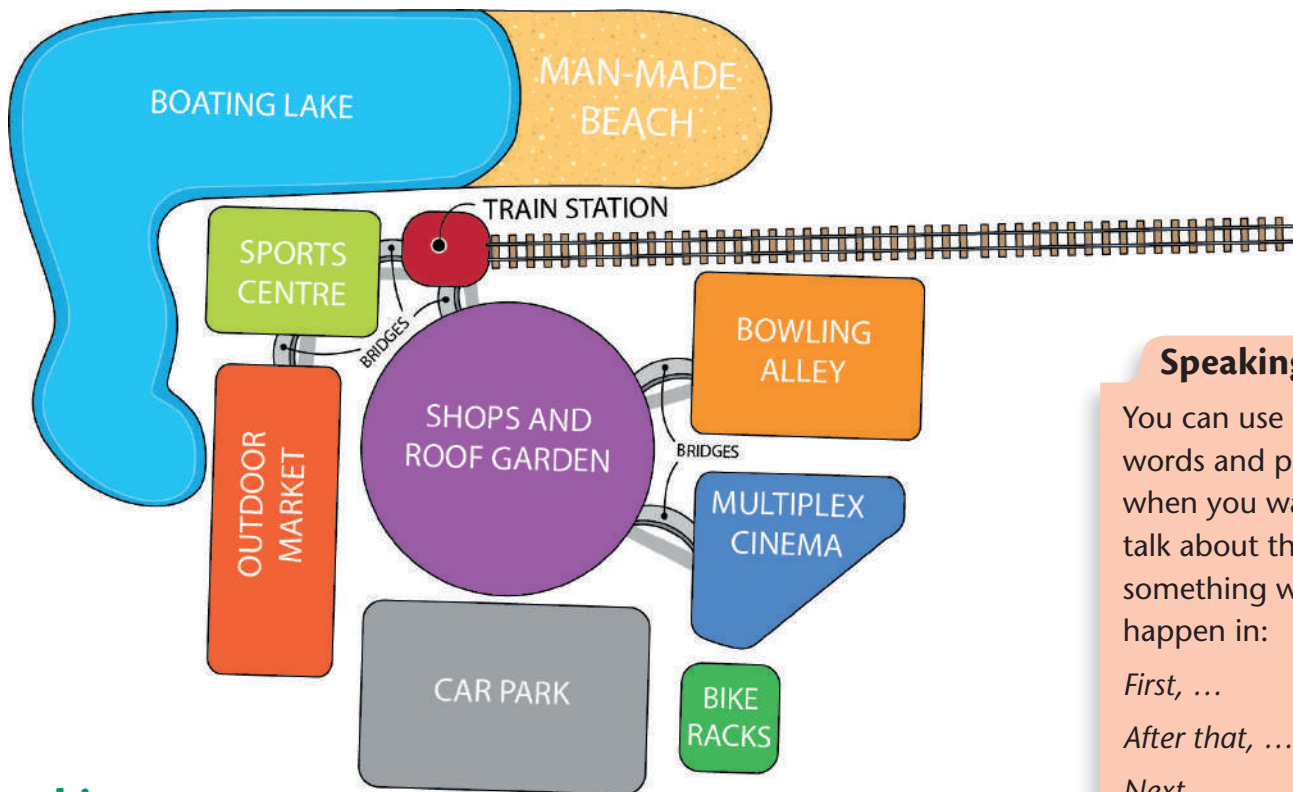 BOATING LAKE
MAN-MADE
BEACH
TRAIN STATION
SPORTS
CENTRE
BRIDGES
BOWLING
ALLEY
SHOPS AND
ROOF GARDEN
BRIDGES
OUTDOOR
MARKET
MULTIPLEX
CINEMA
CAR PARK
BIKE
RACKS
Speaking
You can use
words and p
when you wa
talk about th
something w
happen in:
First, …
After that, …
Next